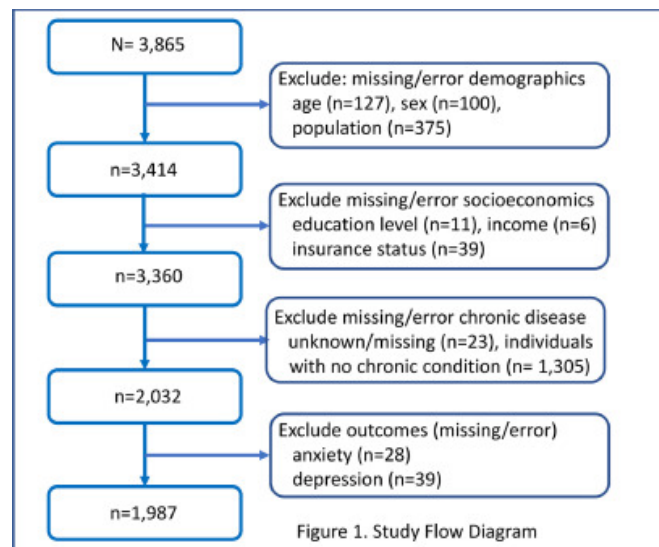 N= 3,865
Exclude: missing/error demographics
age (n=127), sex (n=100),
population (n=375)
n=3,414
Exclude missing/error socioeconomics
education level (n=11), income (n=6)
insurance status (n=39)
n=3,360
Exclude missing/error chronic disease
unknown/missing (n=23), individuals
with no chronic condition (n= 1,305)
n=2,032
Exclude outcomes (missing/error)
anxiety (n=28)
depression (n=39)
n=1,987
Figure 1. Study Flow Diagram